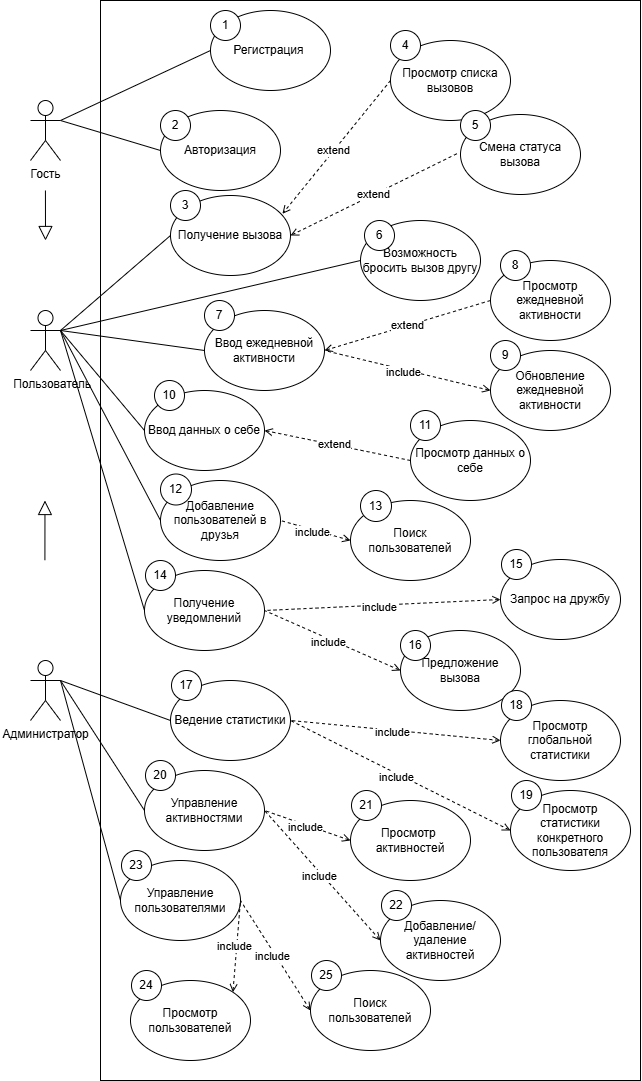 1
Регистрация
4
Просмотр списка
вызовов
Гость
2
Авторизация
extend
5
Смена статуса
вызова
extend
3
Получение вызова
6
Возможность
бросить вызов другу
8
Просмотр
ежедневной
активности
Пользователь
7
Ввод ежедневной
активности
extend
include
9
Обновление
ежедневной
активности
10
Ввод данных о себе
extend
11
Просмотр данных о
себе
12
Добавление
пользователей в
друзья
include
13
Поиск
пользователей
14
Получение
уведомлений
include
include
15
Запрос на дружбу
16
Предложение
вызова
Администратор
17
Ведение статистики
include
include
18
Просмотр
глобальной
статистики
19
Просмотр
статистики
конкретного
пользователя
20
Управление
активностями
include
include
21
Просмотр
активностей
22
Добавление/
удаление
активностей
23
Управление
пользователями
include
include
24
Просмотр
пользователей
25
Поиск
пользователей